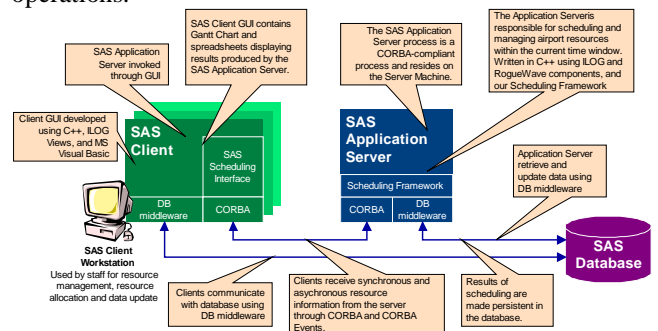 operations.
SAS Client GUI contains
Gantt Chart and
spreadsheets displaying
results produced by the
SAS Application Server.
SAS Application
Server invoked
through GUI
Client GUI developed
using C++, ILOG
Views, and MS
Visual Basic
The SAS Application
Server process is a
CORBA-compliant
process and resides on
the Server Machine.
The Application Serveris
responsible for scheduling and
managing airport resources
within the current time window.
Written in C++ using ILOG and
RogueWave components, and
our Scheduling Framework
SAS
Client
SAS
Scheduling
Interface
DB
middleware
CORBA
SAS
Application
Server
Scheduling Framework
CORBA
DB
middleware
Application Server
retrieve and
update data using
DB middleware
SAS
Database
SAS Client
Workstation
Used by staff for resource
management, resource
allocation and data update
Clients communicate
with database using
DB middleware
Clients receive synchronous and
asychronous resource
information from the server
through CORBA and CORBA
Events.
Results of
scheduling are
made persistent in
the database.